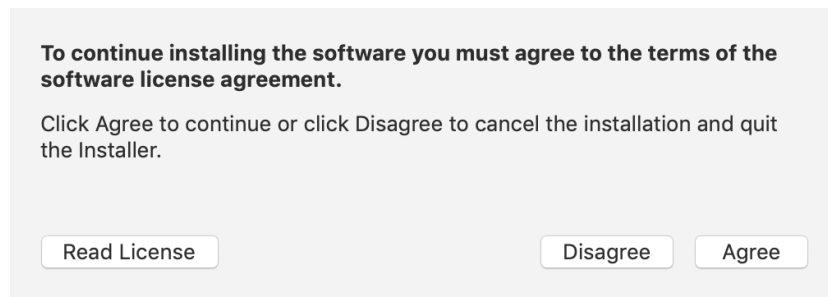 To continue installing the software you must agree to the terms of the
software license agreement.
Click Agree to continue or click Disagree to cancel the installation and quit
the Installer.
Read License Disagree Agree